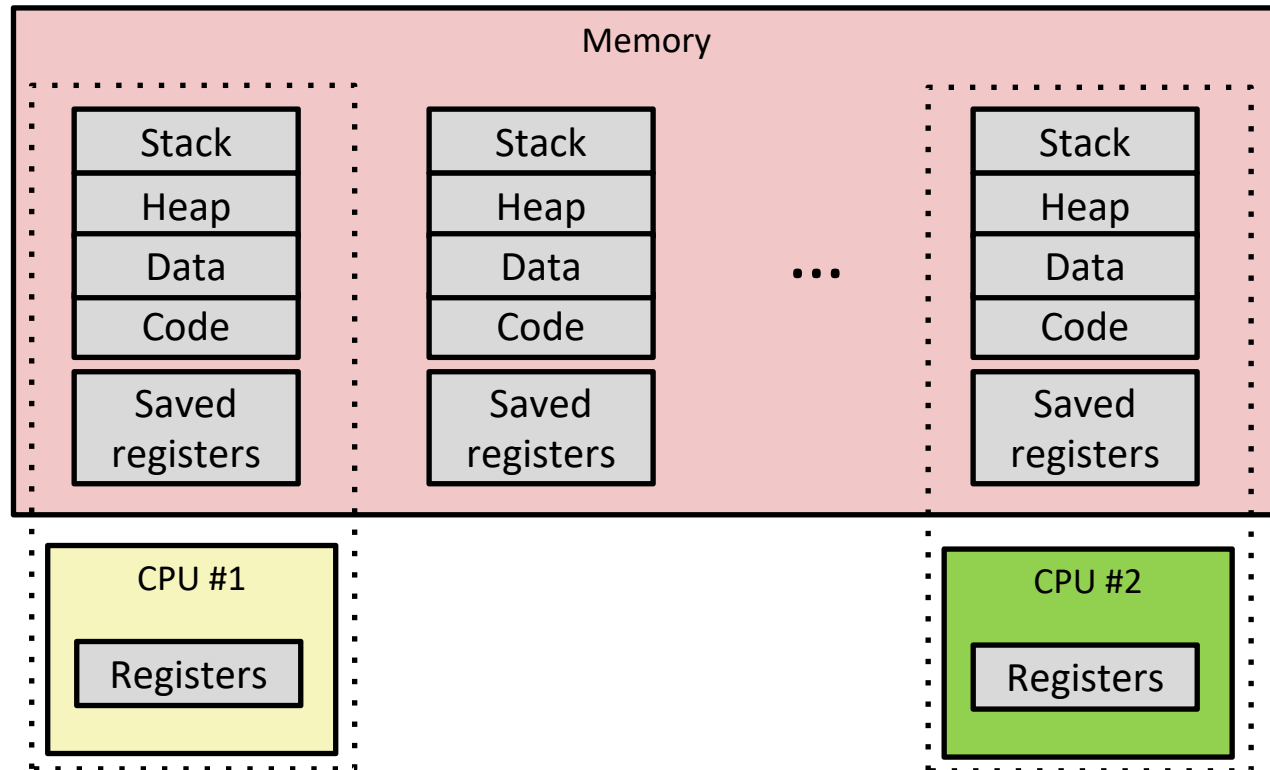 Memory
Stack
Heap
Data
Code
Saved
registers
Stack
Heap
Data
Code
Saved
registers
...
Stack
Heap
Data
Code
Saved
registers
CPU #1
Registers
CPU #2
Registers